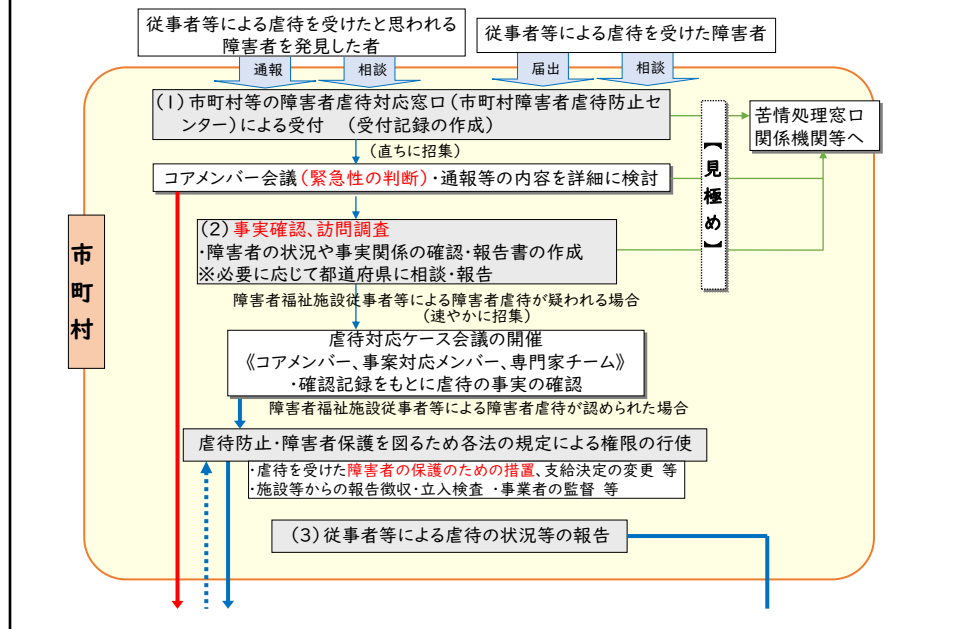 従事者等による虐待を受けたと思われる
障害者を発見した者
従事者等による虐待を受けた障害者
通報
相談
届出
相談
(1)市町村等の障害者虐待対応窓口(市町村障害者虐待防止セ
ンター)による受付　(受付記録の作成)
苦情処理窓口
関係機関等へ
【見極め】
(直ちに招集)
コアメンバー会議(緊急性の判断)・通報等の内容を詳細に検討
(2)事実確認、訪問調査
・障害者の状況や事実関係の確認・報告書の作成
※必要に応じて都道府県に相談・報告
市町村
障害者福祉施設従事者等による障害者虐待が疑われる場合
(速やかに招集)
虐待対応ケース会議の開催
《コアメンバー、事案対応メンバー、専門家チーム》
・確認記録をもとに虐待の事実の確認
障害者福祉施設従事者等による障害者虐待が認められた場合
虐待防止・障害者保護を図るため各法の規定による権限の行使
・虐待を受けた障害者の保護のための措置、支給決定の変更 等
・施設等からの報告徴収・立入検査 ・事業者の監督 等
(3)従事者等による虐待の状況等の報告